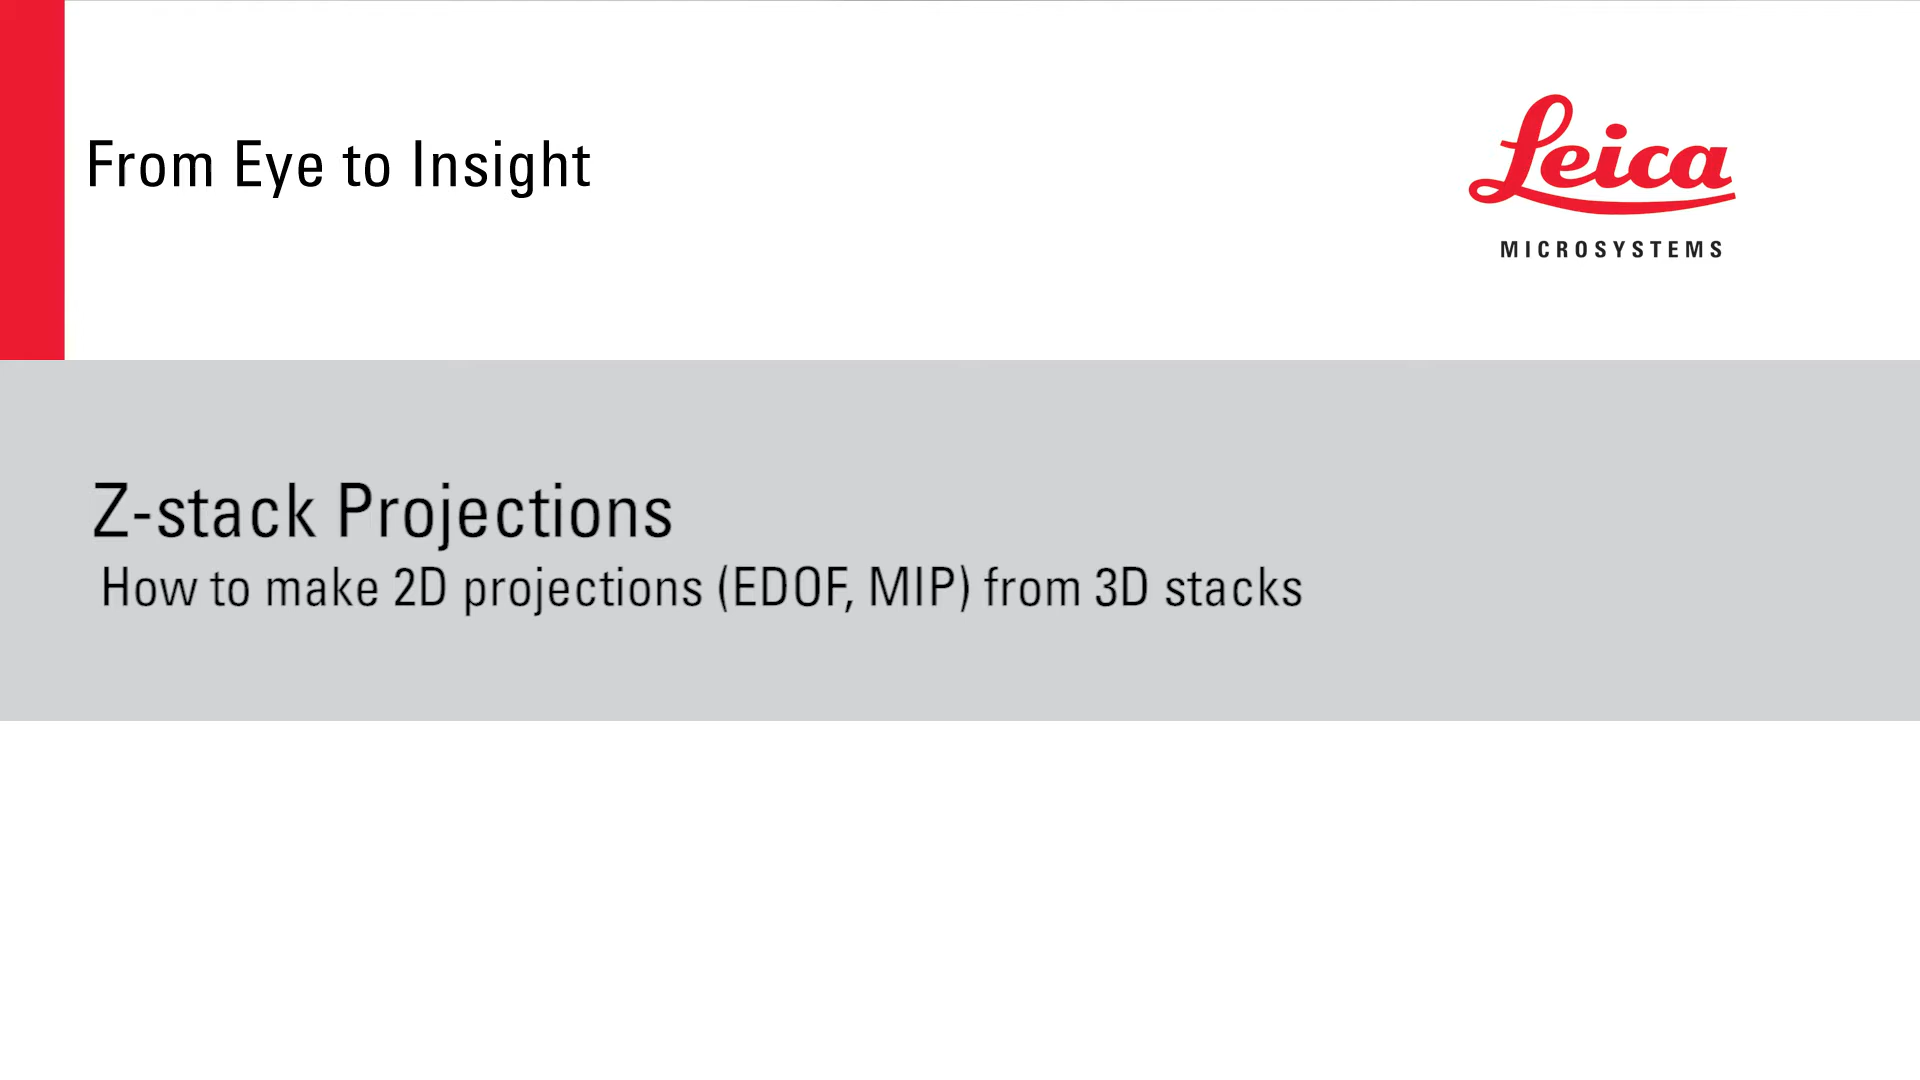 From Eye to Insight
Leica
MICROSYSTEMS
Z-stack Projections
How to make 2D projections (EDOF, MIP) from 3D stacks